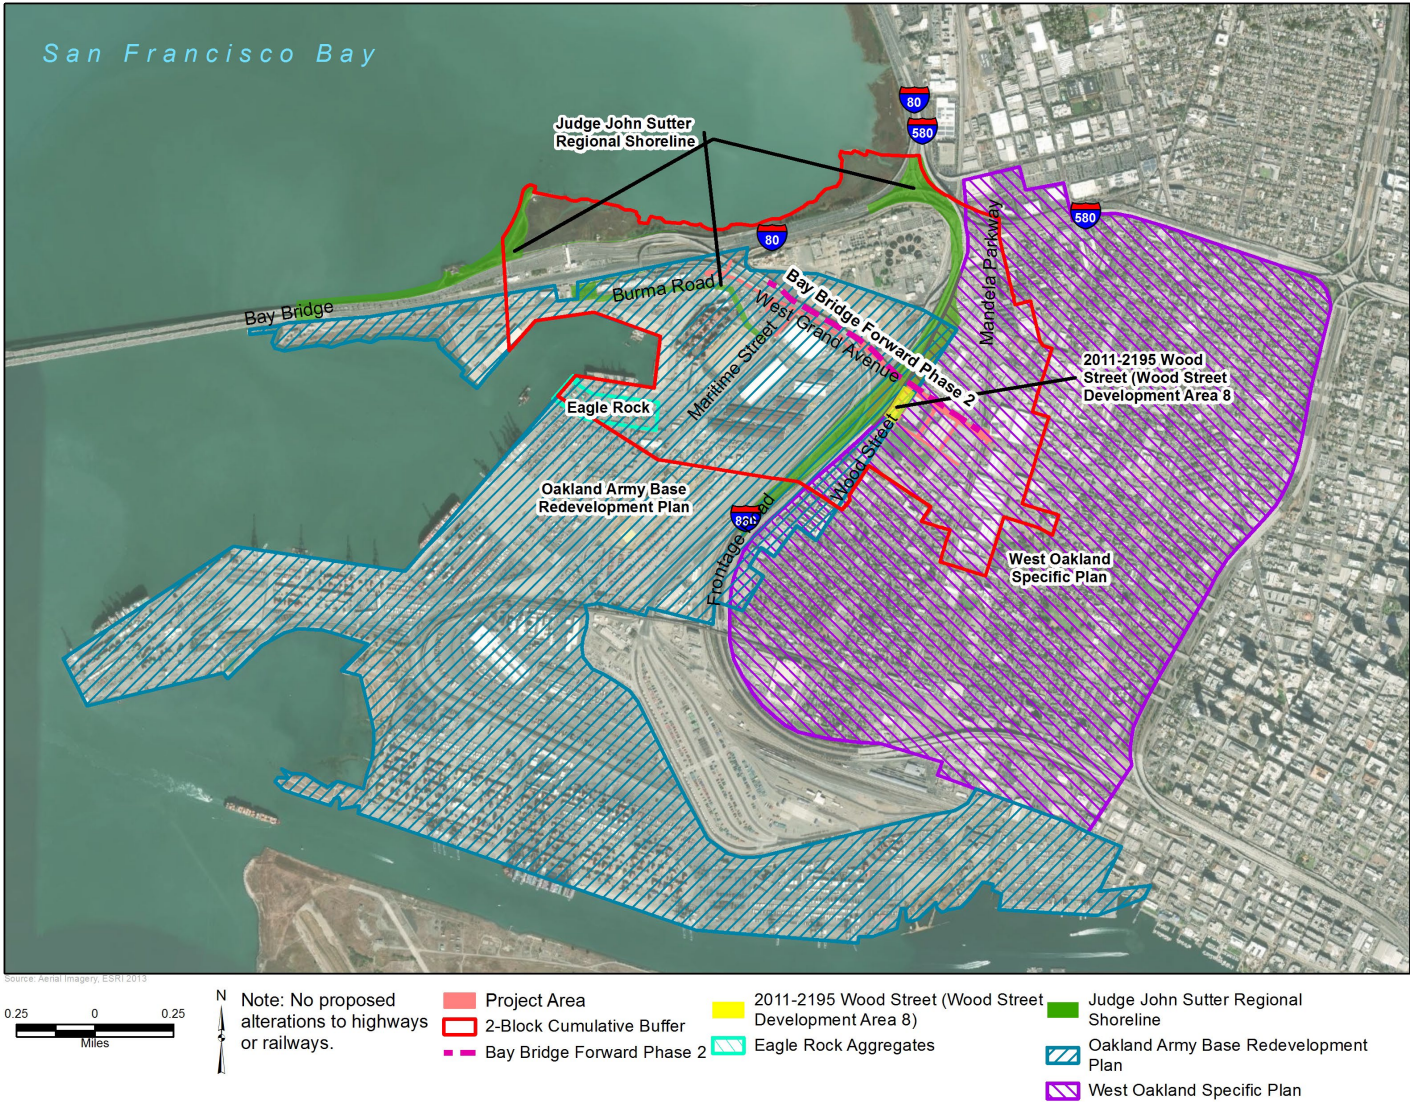 San Francisco Bay
80
580
Judge John Sutter
Regional Shoreline
580
80
Mandela Parkway
Bay Bridge
Burma Road
Bay Bridge Forward Phase 2
West Grand Avenue
Maritime Street
2011-2195 Wood
Street (Wood Street
Development Area 8
Eagle Rock
Wood Street
Oakland Army Base
Redevelopment Plan
880
Frontage Road
West Oakland
Specific Plan
Source: Aerial Imagery, ESRI 2013
0.25 0 0.25
Miles
N
Note: No proposed
alterations to highways
or railways.
Project Area
2-Block Cumulative Buffer
Bay Bridge Forward Phase 2
2011-2195 Wood Street (Wood Street
Development Area 8)
Eagle Rock Aggregates
Judge John Sutter Regional
Shoreline
Oakland Army Base Redevelopment
Plan
West Oakland Specific Plan